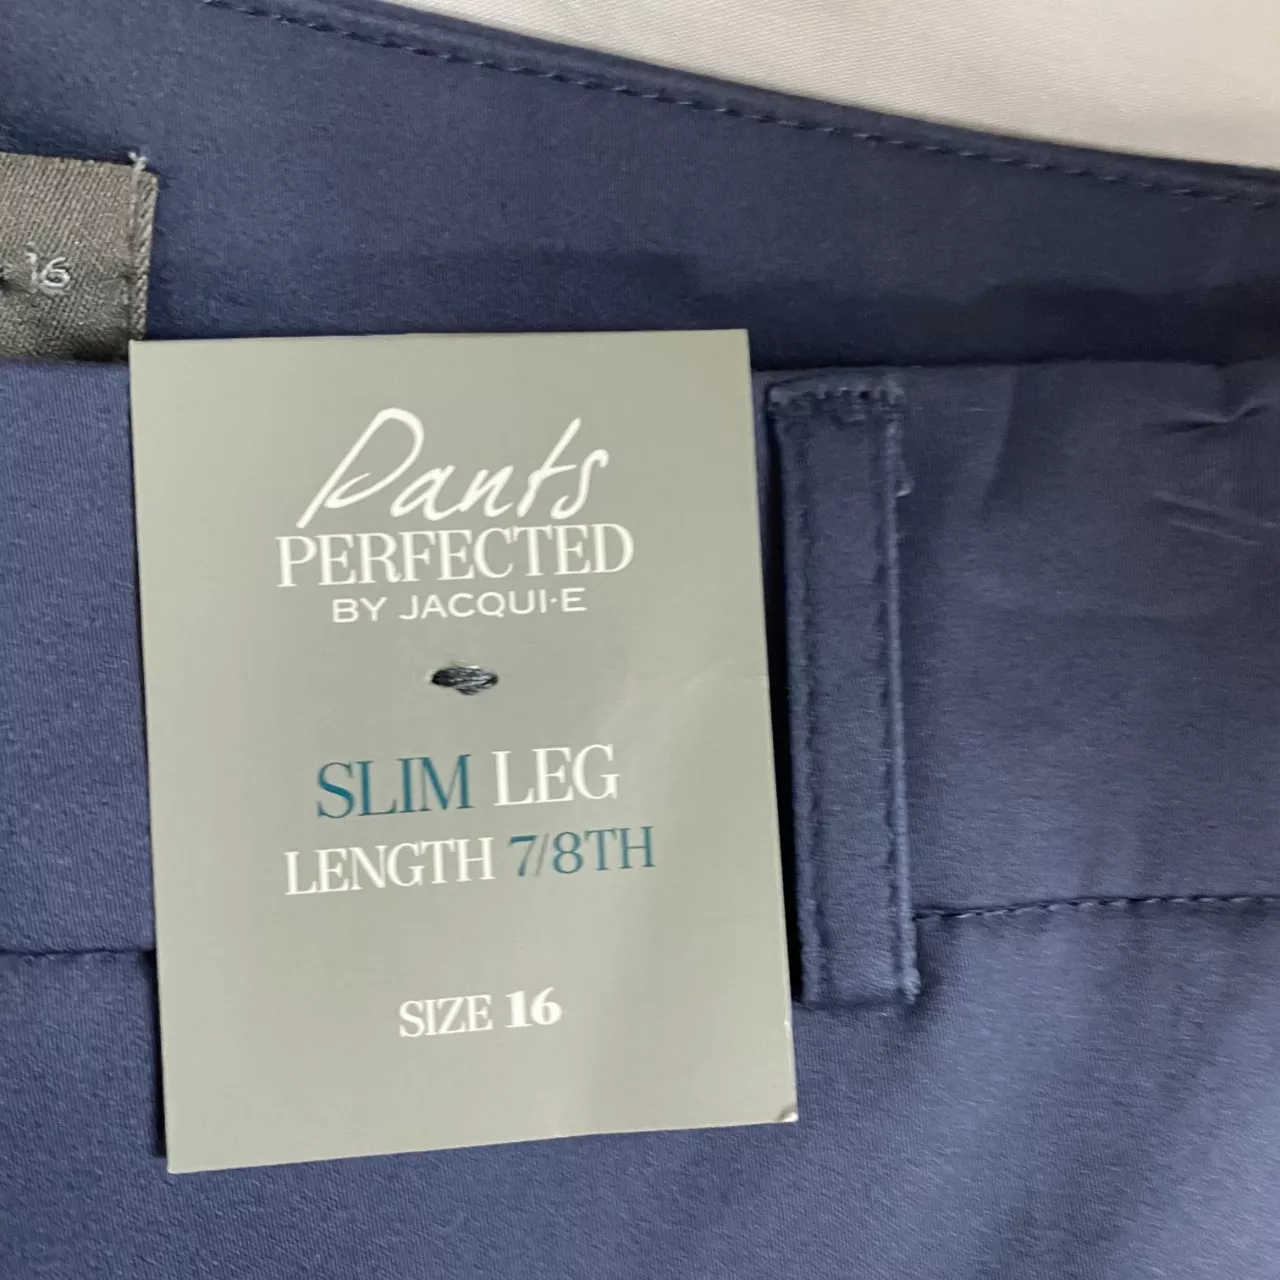 16
Pants
PERFECTED
BY JACQUI·E
SLIM LEG
LENGTH 7/8TH
SIZE 16